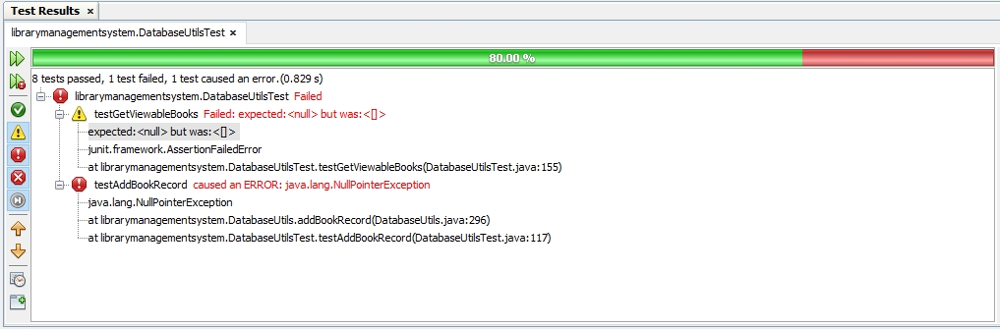 Test Results ×
librarymanagementsystem.DatabaseUtilsTest ×
80.00 %
8 tests passed, 1 test failed, 1 test caused an error.(0.829 s)
librarymanagementsystem.DatabaseUtilsTest Failed
testGetViewableBooks Failed: expected:<null> but was:<[]>
expected:<null> but was:<[]>
junit.framework.AssertionFailedError
at librarymanagementsystem.DatabaseUtilsTest.testGetViewableBooks(DatabaseUtilsTest.java:155)
testAddBookRecord caused an ERROR: java.lang.NullPointerException
java.lang.NullPointerException
at librarymanagementsystem.DatabaseUtils.addBookRecord(DatabaseUtils.java:296)
at librarymanagementsystem.DatabaseUtilsTest.testAddBookRecord(DatabaseUtilsTest.java:117)